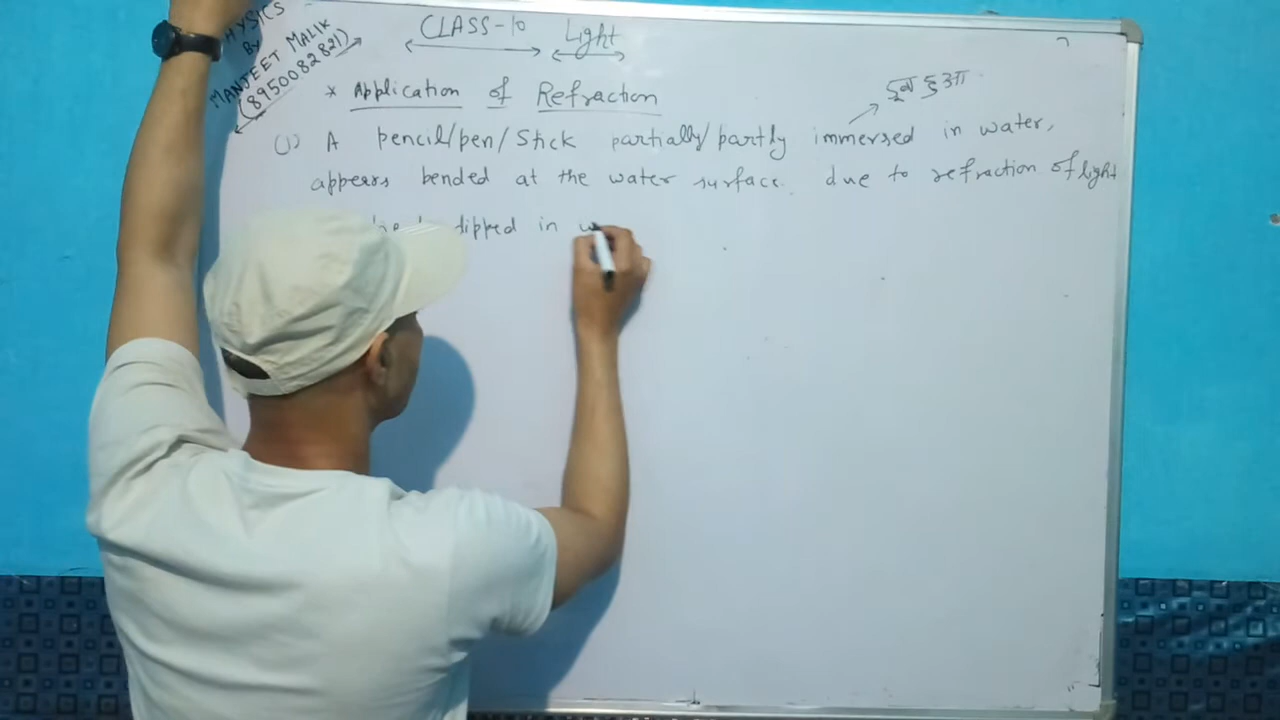 PHYSICS
By
MANJEET MALIK
(8950082821)
CLASS-10 Light
* Application of Refraction
डूबा हुआ
(1) A pencil/pen/stick partially/partly immersed in water,
appears bended at the water surface. due to refraction of light
dipped in w